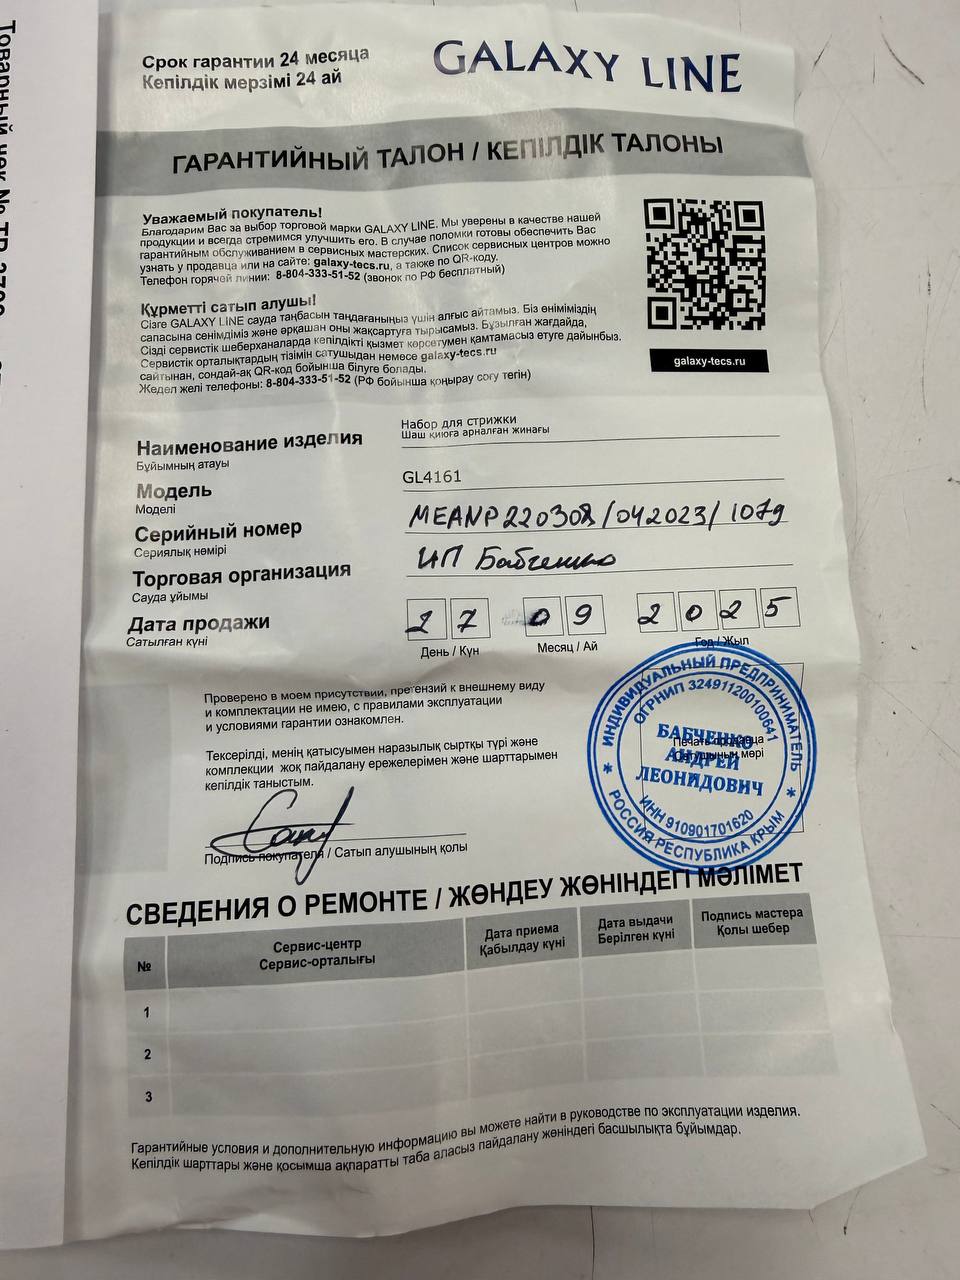 Срок гарантии 24 месяца
Кепілдік мерзімі 24 ай
GALAXY LINE
ГАРАНТИЙНЫЙ ТАЛОН / КЕПІЛДІК ТАЛОНЫ
Уважаемый покупатель!
Благодарим Вас за выбор торговой марки GALAXY LINE. Мы уверены в качестве нашей
продукции и всегда стремимся улучшить его. В случае поломки готовы обеспечить Вас
гарантийным обслуживанием в сервисных мастерских. Список сервисных центров можно
узнать у продавца или на сайте: galaxy-tecs.ru, а также по QR-коду.
Телефон горячей линии: 8-804-333-51-52 (звонок по РФ бесплатный)
Құрметті сатып алушы!
Сізге GALAXY LINE сауда таңбасын таңдағаныңыз үшін алғыс айтамыз. Біз өніміміздің
сапасына сенімдіміз және әрқашан оны жақсартуға тырысамыз. Бұзылған жағдайда,
Сізді сервистік шеберханаларда кепілдікті қызмет көрсетумен қамтамасыз етуге дайынбыз.
Сервистік орталықтардың тізімін сатушыдан немесе galaxy-tecs.ru
сайтынан, сондай-ақ QR-код бойынша білуге болады.
Жедел желі телефоны: 8-804-333-51-52 (РФ бойынша қоңырау соғу тегін)
galaxy-tecs.ru
Наименование изделия
Бұйымның атауы
Набор для стрижки
Шаш қиюға арналған жинағы
Модель
Моделі
GL4161
Серийный номер
Сериялық нөмірі
MEANP220308/042023/1079
Торговая организация
Сауда ұйымы
ИП Бабченко
Дата продажи
Сатылған күні
27 09 2025
День / Күн
Месяц / Ай
Год / Жыл
Проверено в моем присутствии, претензий к внешнему виду
и комплектации не имею, с правилами эксплуатации
и условиями гарантии ознакомлен.
Тексерілді, менің қатысуымен наразылық сыртқы түрі және
комплекции жоқ пайдалану ережелерімен және шарттарымен
кепілдік таныстым.
Подпись покупателя / Сатып алушының қолы
Печать продавца
Сатушының мөрі
ИНДИВИДУАЛЬНЫЙ ПРЕДПРИНИМАТЕЛЬ
ОГРНИП 324911200100641
БАБЧЕНКО
АНДРЕЙ
ЛЕОНИДОВИЧ
ИНН 910901701620
* РОССИЯ РЕСПУБЛИКА КРЫМ *
СВЕДЕНИЯ О РЕМОНТЕ / ЖӨНДЕУ ЖӨНІНДЕГІ МӘЛІМЕТ
№
Сервис-центр
Сервис-орталығы
Дата приема
Қабылдау күні
Дата выдачи
Берілген күні
Подпись мастера
Қолы шебер
1
2
3
Гарантийные условия и дополнительную информацию вы можете найти в руководстве по эксплуатации изделия.
Кепілдік шарттары және қосымша ақпаратты таба аласыз пайдалану жөніндегі басшылықта бұйымдар.
Товарный чек №